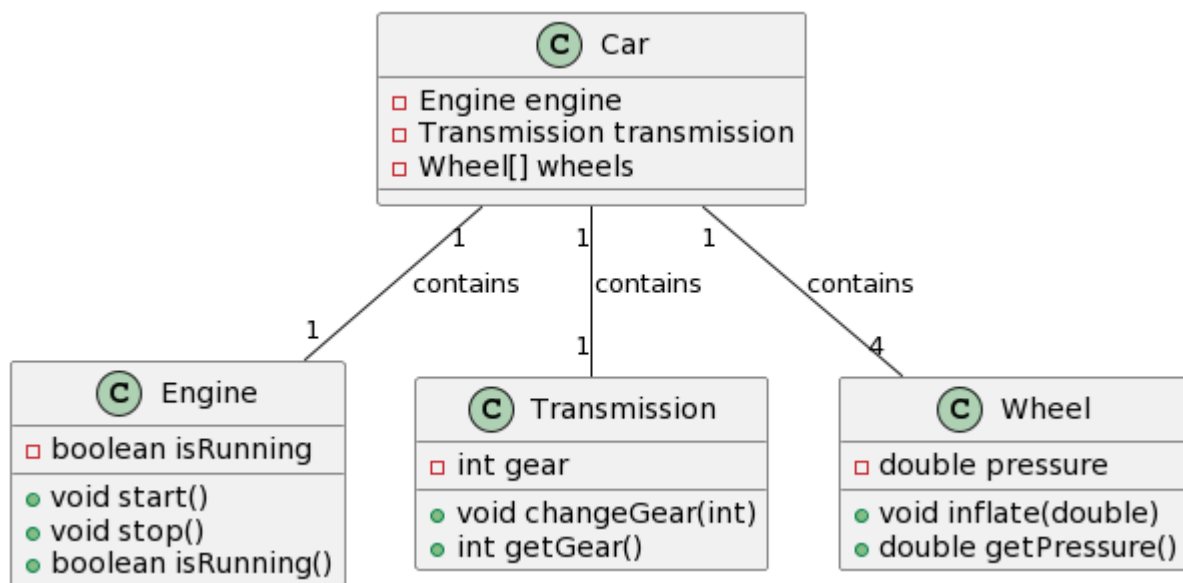 C Car
Engine engine
Transmission transmission
Wheel[] wheels
1 1 1
contains contains contains
1 1 4
C Engine
boolean isRunning
void start()
void stop()
boolean isRunning()
C Transmission
int gear
void changeGear(int)
int getGear()
C Wheel
double pressure
void inflate(double)
double getPressure()